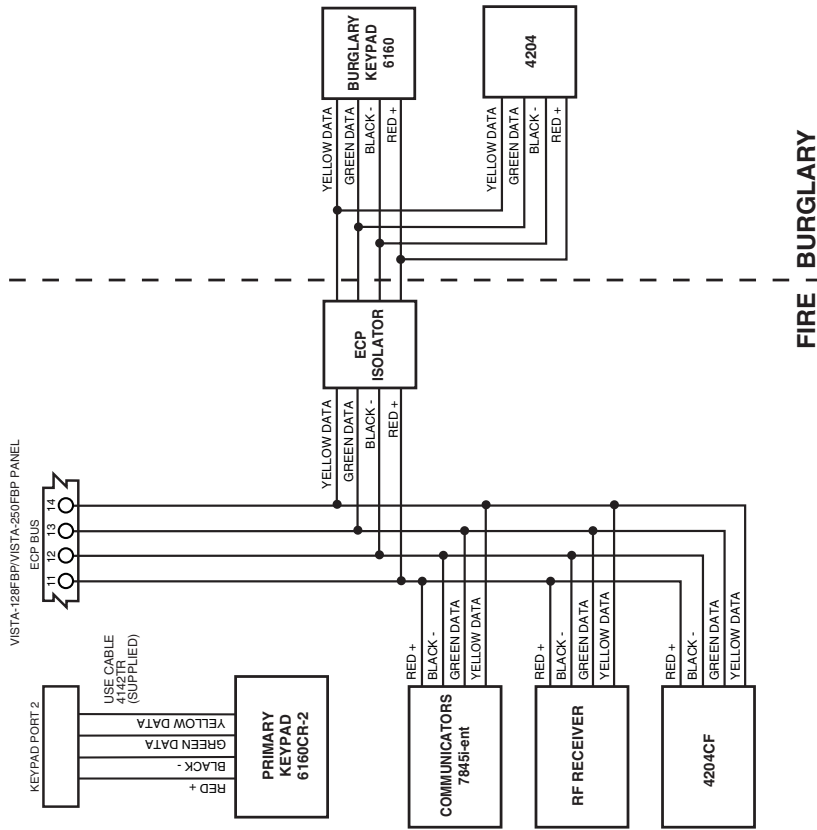 VISTA-128FBP/VISTA-250FBP PANEL
ECP BUS
11
12
13
14
KEYPAD PORT 2
USE CABLE
4142TR
(SUPPLIED)
RED +
BLACK -
GREEN DATA
YELLOW DATA
PRIMARY
KEYPAD
6160CR-2
RED +
BLACK -
GREEN DATA
YELLOW DATA
COMMUNICATORS
7845i-ent
RED +
BLACK -
GREEN DATA
YELLOW DATA
RF RECEIVER
RED +
BLACK -
GREEN DATA
YELLOW DATA
4204CF
YELLOW DATA
GREEN DATA
BLACK -
RED +
ECP
ISOLATOR
YELLOW DATA
GREEN DATA
BLACK -
RED +
BURGLARY
KEYPAD
6160
YELLOW DATA
GREEN DATA
BLACK -
RED +
4204
FIRE
BURGLARY